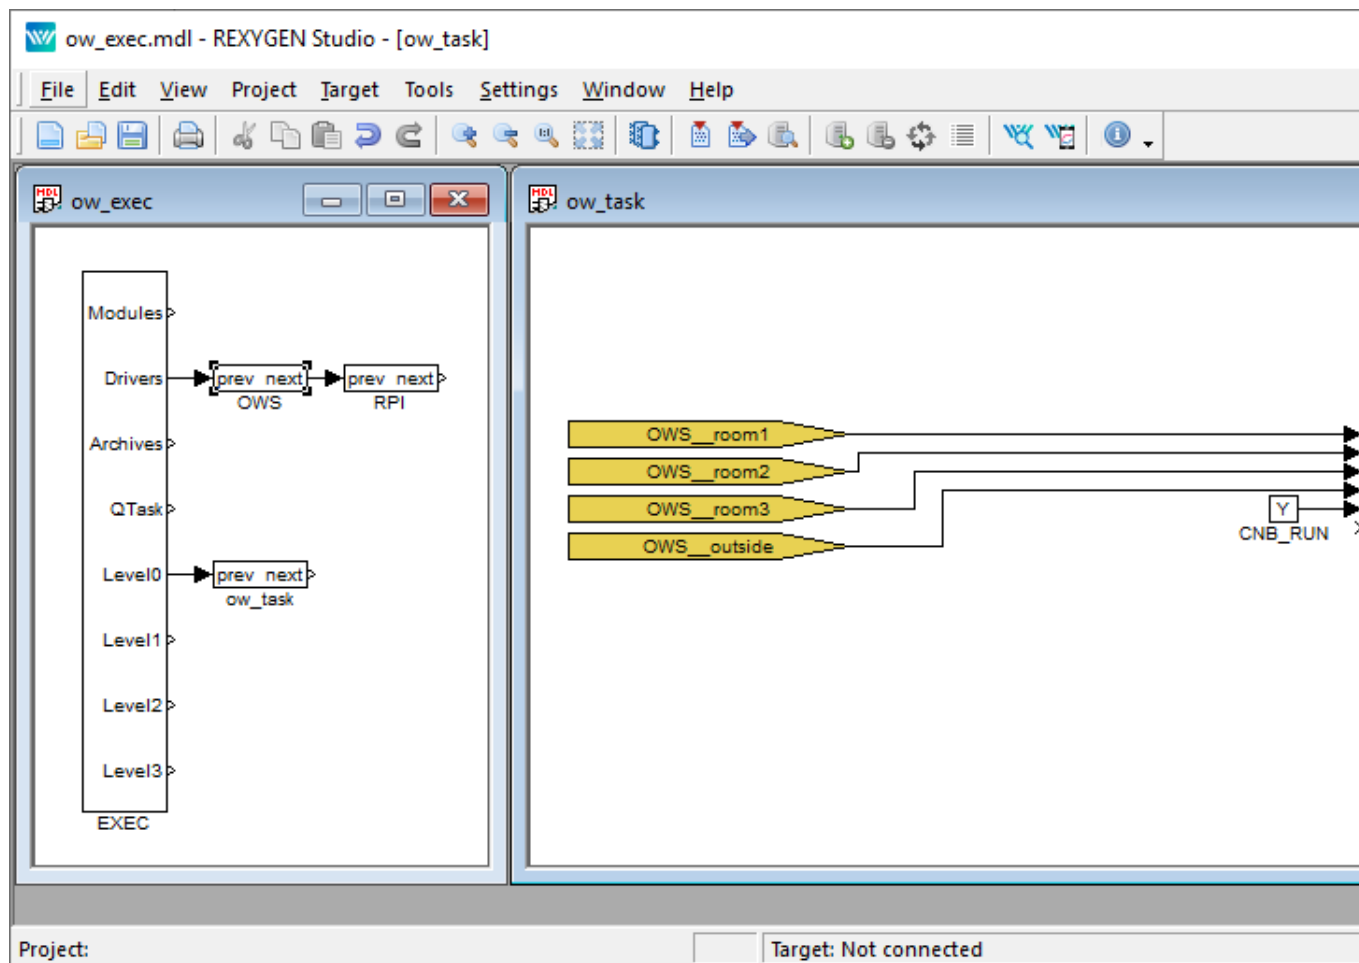 ow_exec.mdl - REXYGEN Studio - [ow_task]
File Edit View Project Target Tools Settings Window Help
ow_exec
Modules
Drivers
prev next
OWS
prev next
RPI
Archives
QTask
Level0
prev next
ow_task
Level1
Level2
Level3
EXEC
ow_task
OWS__room1
OWS__room2
OWS__room3
OWS__outside
Y
CNB_RUN
Project:
Target: Not connected